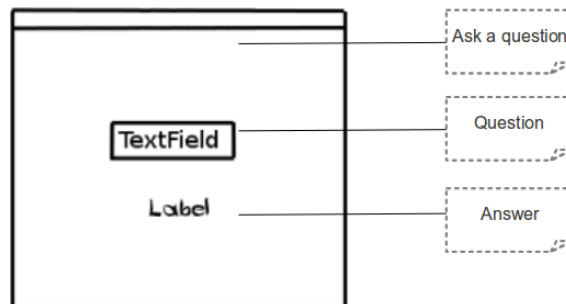 Ask a question
TextField
Question
Label
Answer